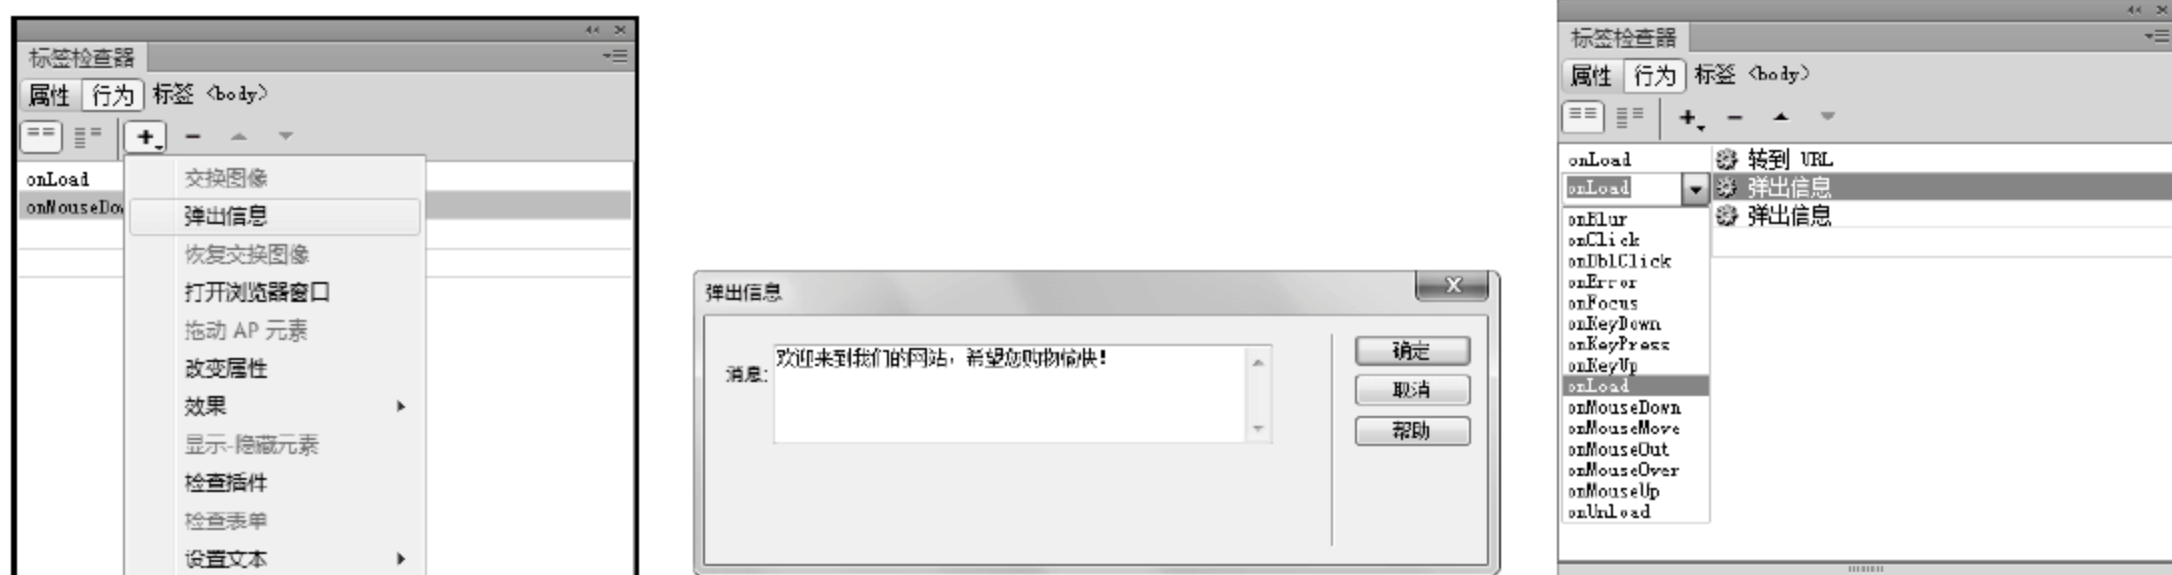 标签检查器
属性 行为 标签 <body>
onLoad
onMouseDow
交换图像
弹出信息
恢复交换图像
打开浏览器窗口
拖动 AP 元素
改变属性
效果
显示-隐藏元素
检查插件
检查表单
设置文本
弹出信息
消息: 欢迎来到我们的网站，希望您购物愉快!
确定
取消
帮助
标签检查器
属性 行为 标签 <body>
onLoad 转到 URL
onLoad 弹出信息
弹出信息
onBlur
onClick
onDblClick
onError
onFocus
onKeyDown
onKeyPress
onKeyUp
onLoad
onMouseDown
onMouseMove
onMouseOut
onMouseOver
onMouseUp
onUnload